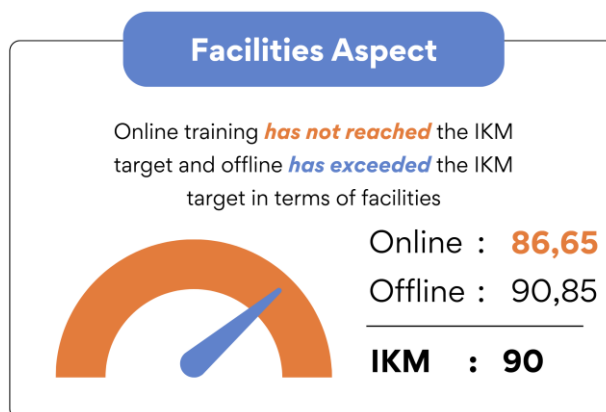 Facilities Aspect
Online training has not reached the IKM
target and offline has exceeded the IKM
target in terms of facilities
Online : 86,65
Offline : 90,85
IKM : 90